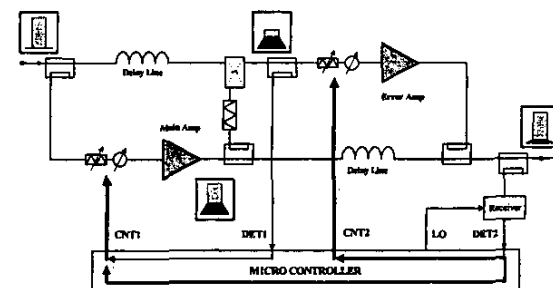 Delay Line
Error Amp
Main Amp
Delay Line
Receiver
CNT1
DET1
CNT2
LO
DET2
MICRO CONTROLLER